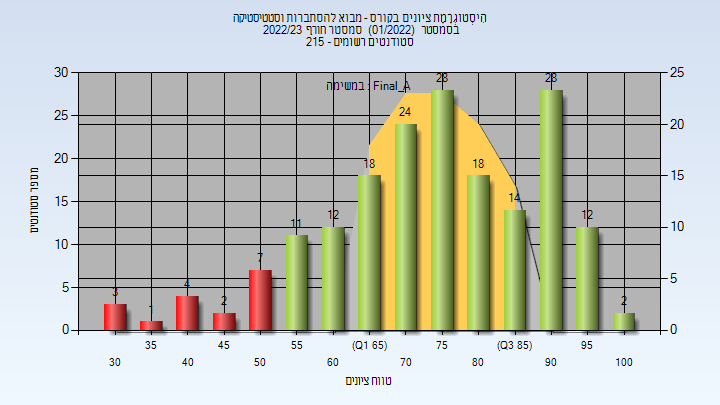 הִיסְטוֹגְרָמַת ציונים בקורס - מבוא להסתברות וסטטיסטיקה
בסמסטר (01/2022) סמסטר חורף 2022/23
215 - סטודנטים רשומים
במשימה : Final_A
30 25
25 20
20 15
15 10
10 5
5 0
0
3 1 4 2 7 11 12 18 24 28 18 14 28 12 2
מספר סטודנטים
35 45 55 (Q1 65) 75 (Q3 85) 95
30 40 50 60 70 80 90 100
טווח ציונים